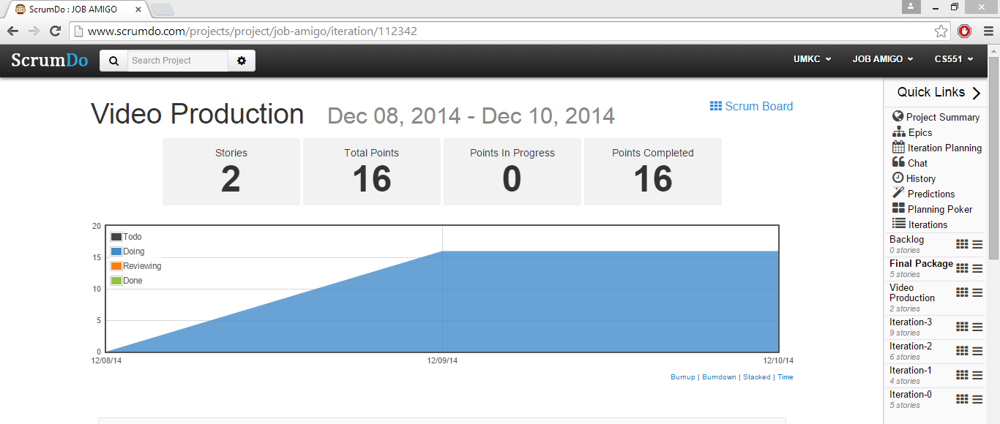 ScrumDo : JOB AMIGO
www.scrumdo.com/projects/project/job-amigo/iteration/112342
ScrumDo
Search Project
UMKC
JOB AMIGO
CS551
Video Production
Dec 08, 2014 - Dec 10, 2014
Scrum Board
Stories
2
Total Points
16
Points In Progress
0
Points Completed
16
20
15
10
5
0
Todo
Doing
Reviewing
Done
12/08/14
12/09/14
12/10/14
Burnup | Burndown | Stacked | Time
Quick Links
Project Summary
Epics
Iteration Planning
Chat
History
Predictions
Planning Poker
Iterations
Backlog
0 stories
Final Package
5 stories
Video
Production
2 stories
Iteration-3
9 stories
Iteration-2
6 stories
Iteration-1
4 stories
Iteration-0
5 stories